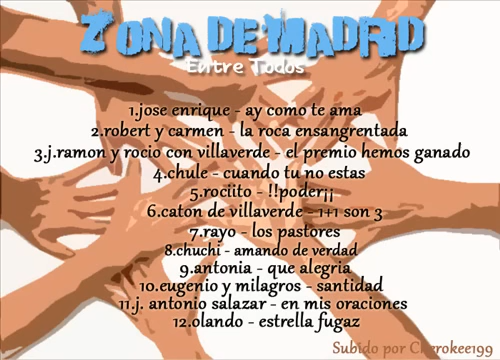 ZONA DE MADRID
Entre Todos
1.jose enrique - ay como te ama
2.robert y carmen - la roca ensangrentada
3.j.ramon y rocio con villaverde - el premio hemos ganado
4.chule - cuando tu no estas
5.rociito - !!poder¡¡
6.caton de villaverde - 1+1 son 3
7.rayo - los pastores
8.chuchi - amando de verdad
9.antonia - que alegria
10.eugenio y milagros - santidad
11.j. antonio salazar - en mis oraciones
12.olando - estrella fugaz
Subido por Cherokee199